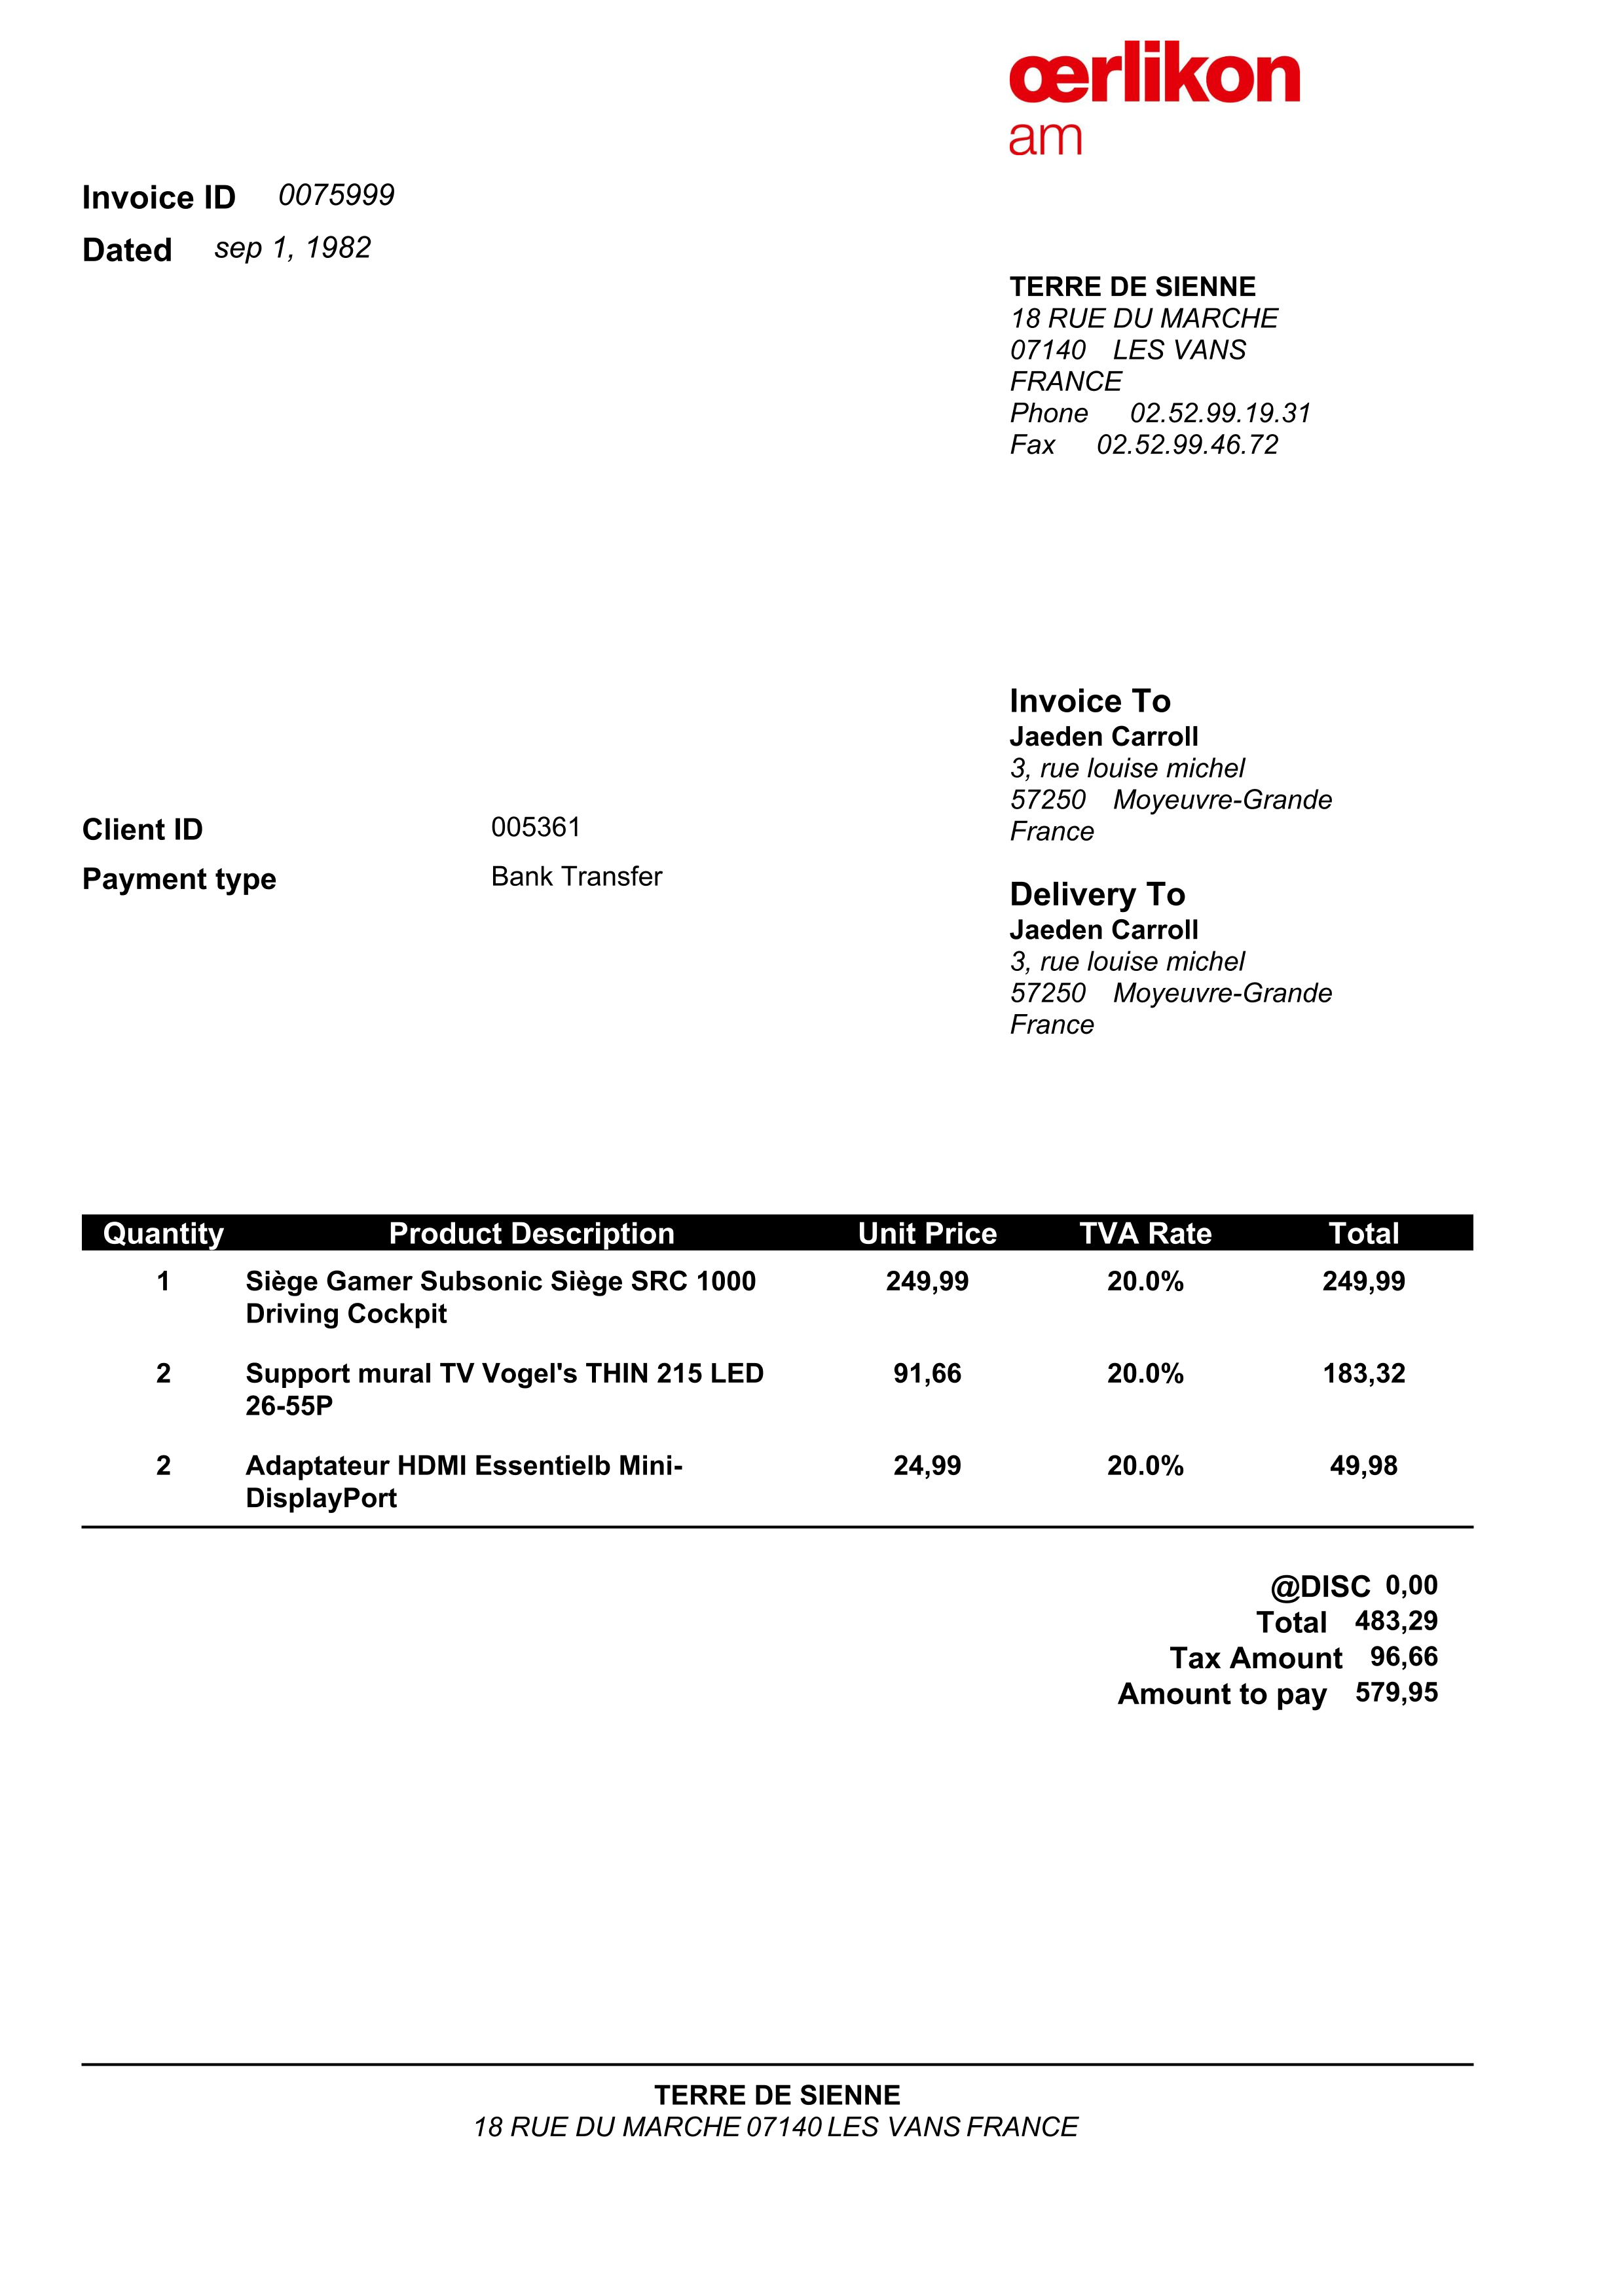 œrlikon
am
Invoice ID 0075999
Dated sep 1, 1982
TERRE DE SIENNE
18 RUE DU MARCHE
07140 LES VANS
FRANCE
Phone 02.52.99.19.31
Fax 02.52.99.46.72
Invoice To
Jaeden Carroll
3, rue louise michel
57250 Moyeuvre-Grande
France
Client ID 005361
Payment type Bank Transfer
Delivery To
Jaeden Carroll
3, rue louise michel
57250 Moyeuvre-Grande
France
Quantity Product Description Unit Price TVA Rate Total
1 Siège Gamer Subsonic Siège SRC 1000 249,99 20.0% 249,99
Driving Cockpit
2 Support mural TV Vogel's THIN 215 LED 91,66 20.0% 183,32
26-55P
2 Adaptateur HDMI Essentielb Mini- 24,99 20.0% 49,98
DisplayPort
@DISC 0,00
Total 483,29
Tax Amount 96,66
Amount to pay 579,95
TERRE DE SIENNE
18 RUE DU MARCHE 07140 LES VANS FRANCE